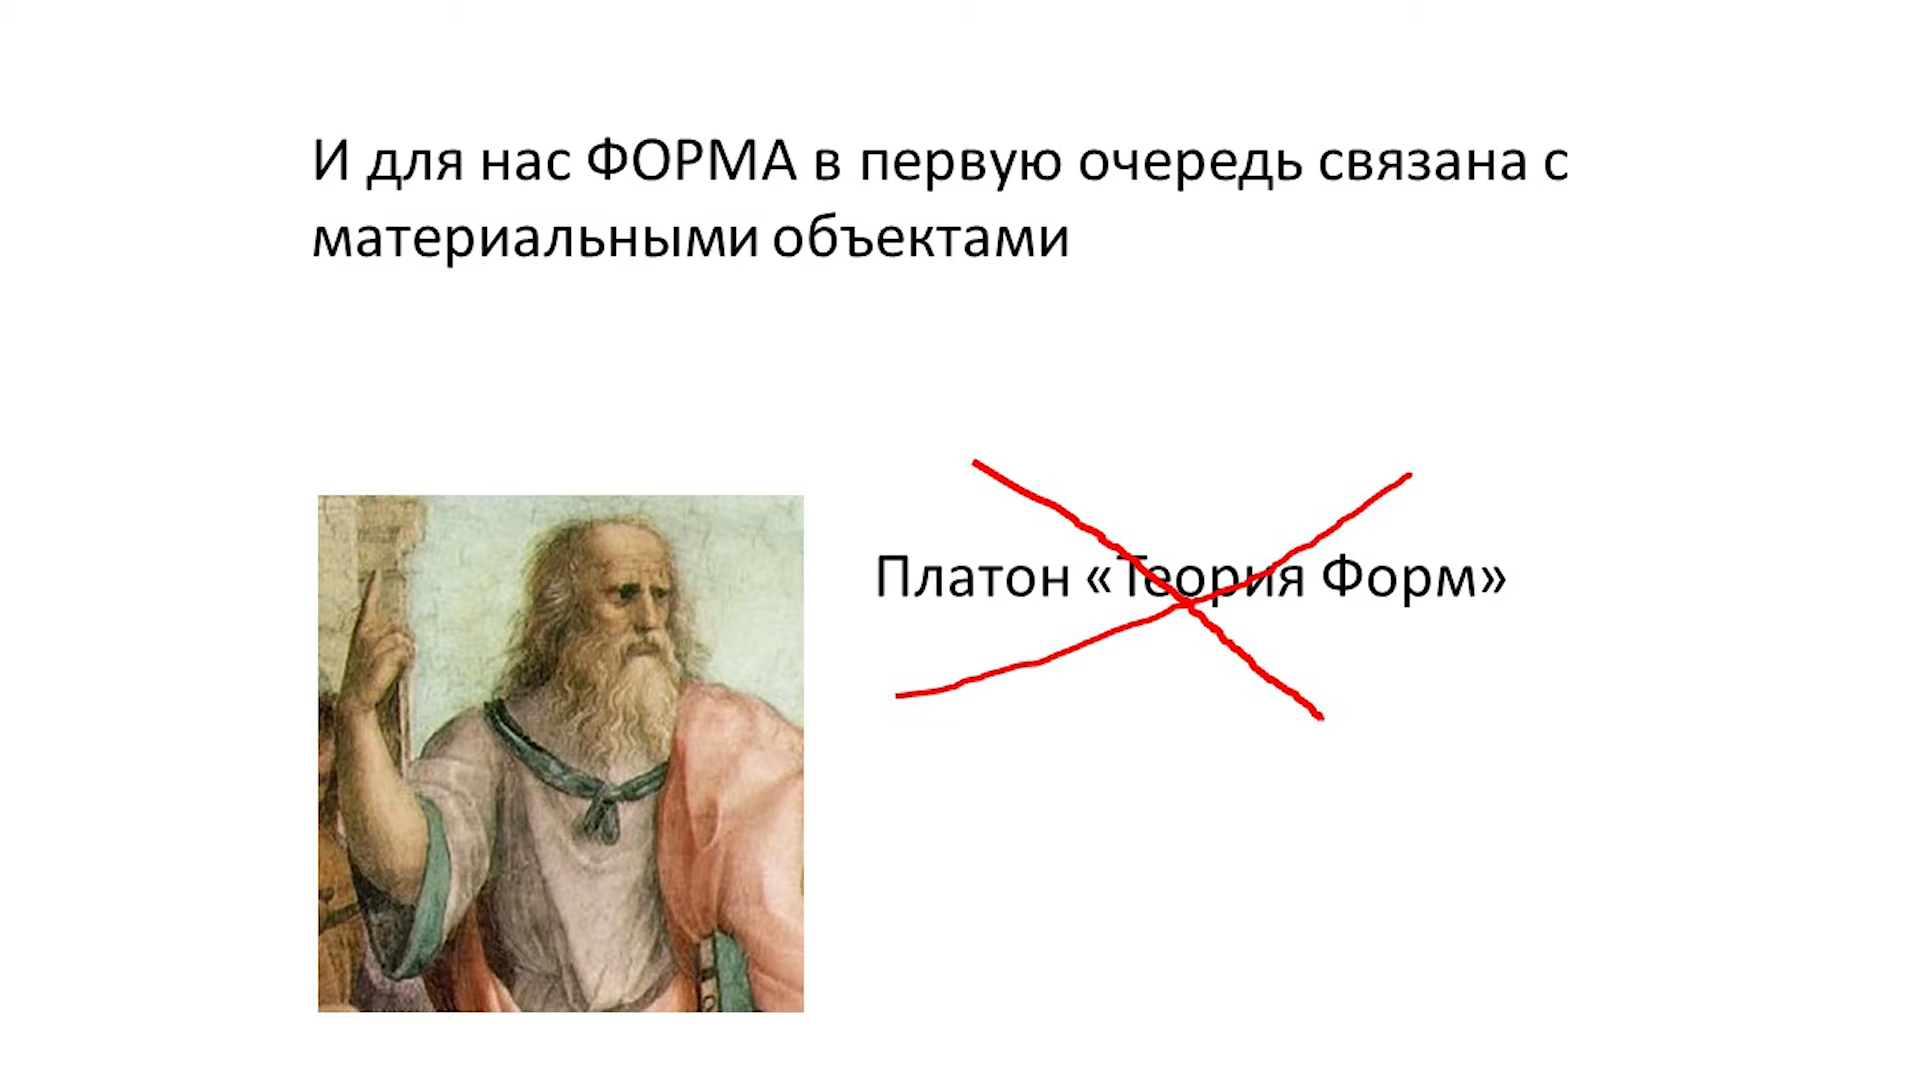 И для нас ФОРМА в первую очередь связана с
материальными объектами
Платон «Теория Форм»